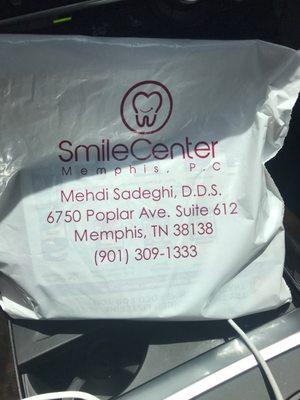 SmileCenter
Memphis, P.C
Mehdi Sadeghi, D.D.S.
6750 Poplar Ave. Suite 612
Memphis, TN 38138
(901) 309-1333